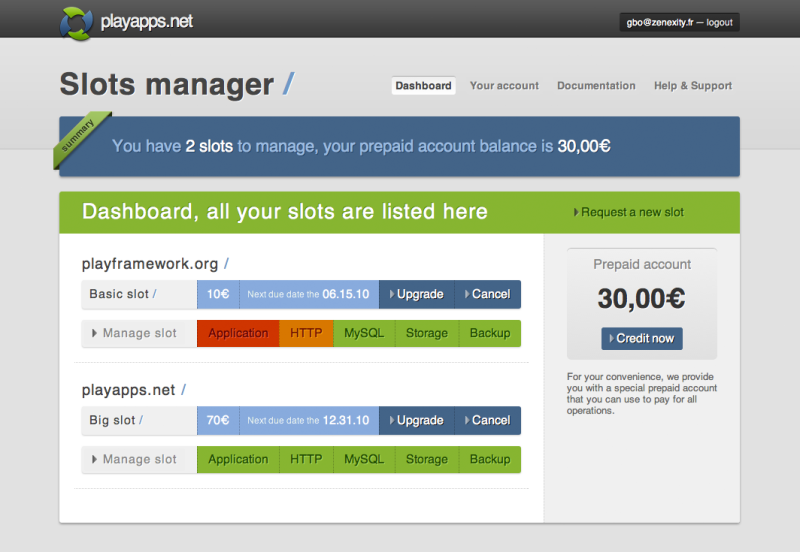 playapps.net
gbo@zenexity.fr — logout
Slots manager /
Dashboard Your account Documentation Help & Support
summary
You have 2 slots to manage, your prepaid account balance is 30,00€
Dashboard, all your slots are listed here
Request a new slot
playframework.org /
Basic slot / 10€ Next due date the 06.15.10 Upgrade Cancel
Manage slot Application HTTP MySQL Storage Backup
playapps.net /
Big slot / 70€ Next due date the 12.31.10 Upgrade Cancel
Manage slot Application HTTP MySQL Storage Backup
Prepaid account
30,00€
Credit now
For your convenience, we provide
you with a special prepaid account
that you can use to pay for all
operations.